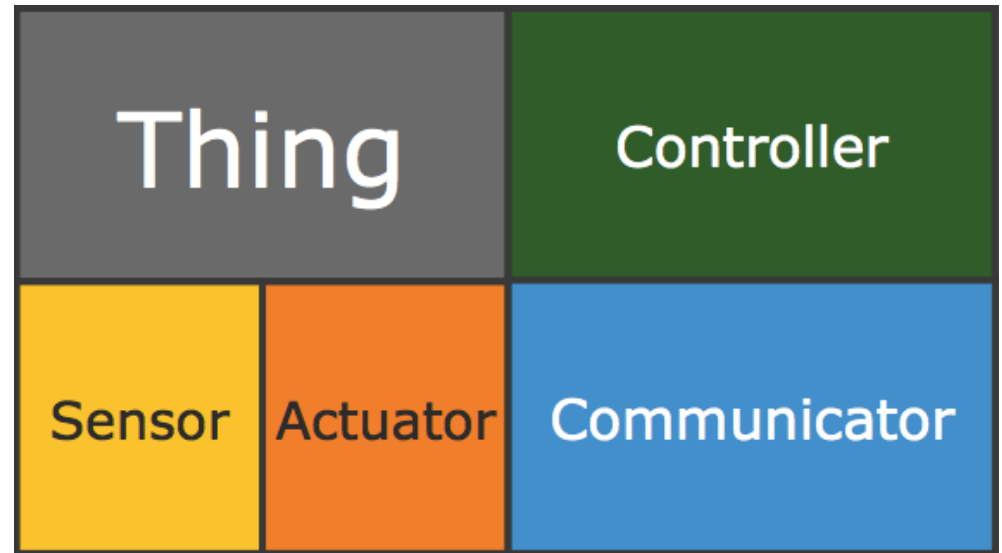 Thing
Controller
Sensor
Actuator
Communicator